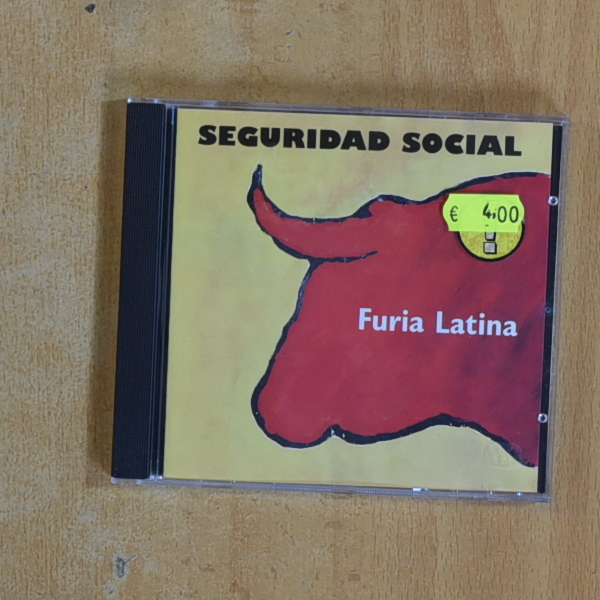 SEGURIDAD SOCIAL
€ 4,00
Furia Latina